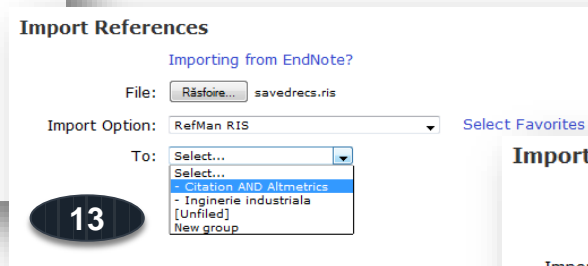 Import References
Importing from EndNote?
File: Răsfoire... savedrecs.ris
Import Option: RefMan RIS Select Favorites
To: Select...
Select...
- Citation AND Altmetrics
- Inginerie industriala
[Unfiled]
New group
13
Import
Impor